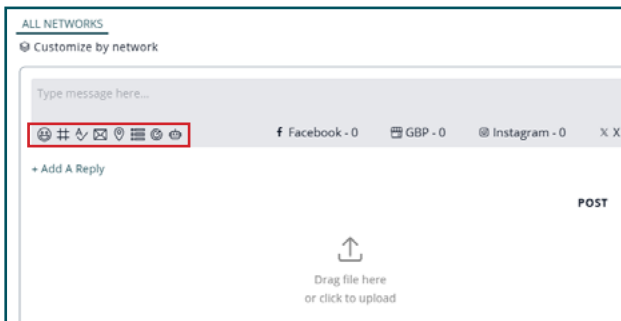 ALL NETWORKS
Customize by network
Type message here...
Facebook - 0 GBP - 0 Instagram - 0 X
+ Add A Reply
POST
Drag file here
or click to upload